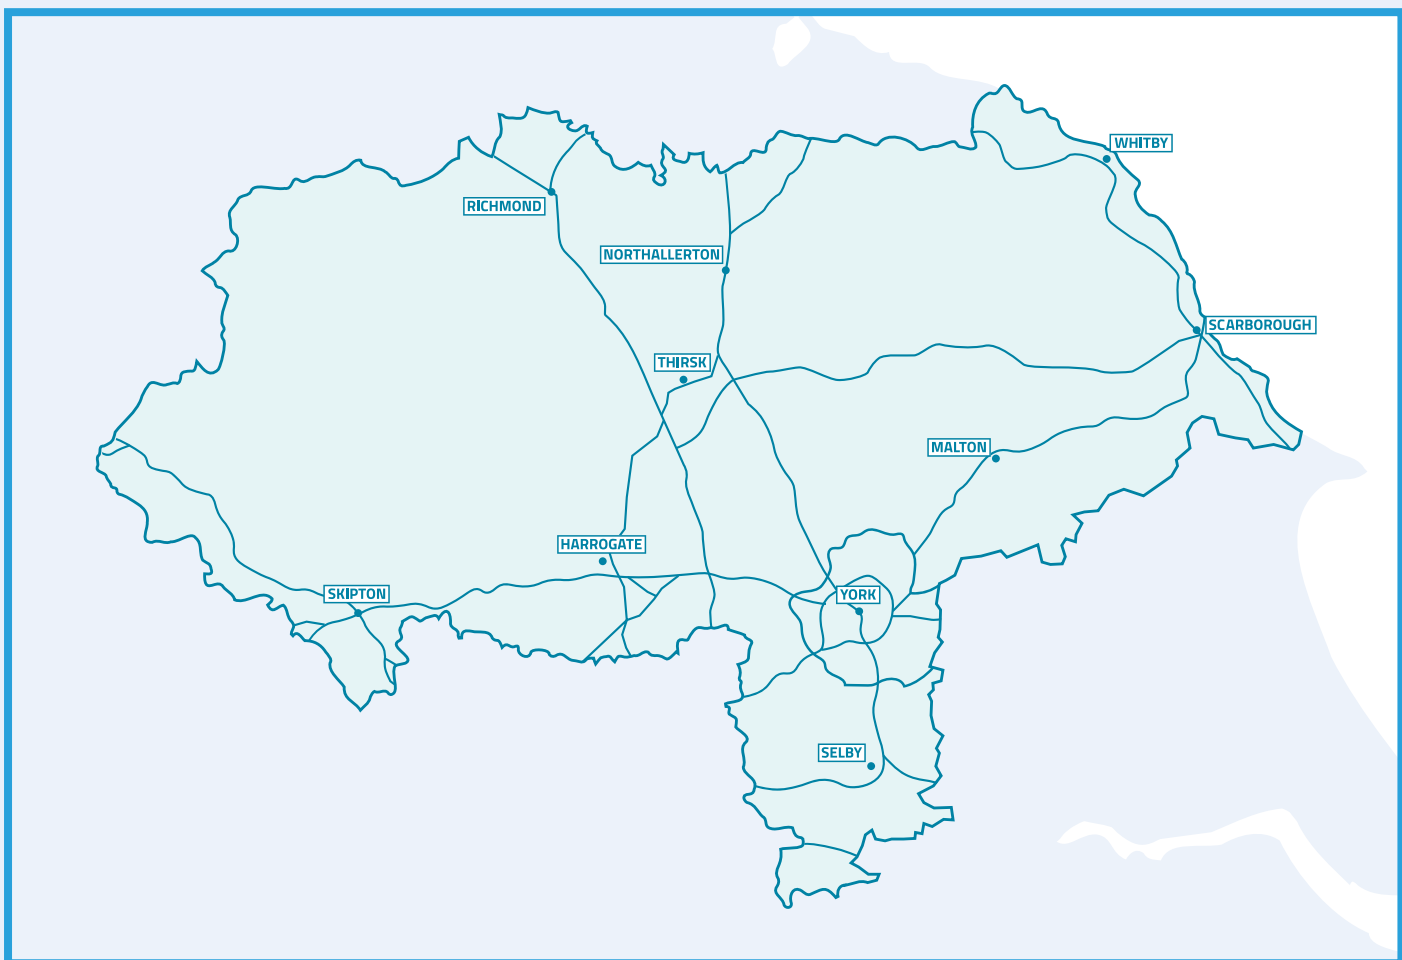 WHITBY
RICHMOND
NORTHALLERTON
SCARBOROUGH
THIRSK
MALTON
HARROGATE
SKIPTON
YORK
SELBY